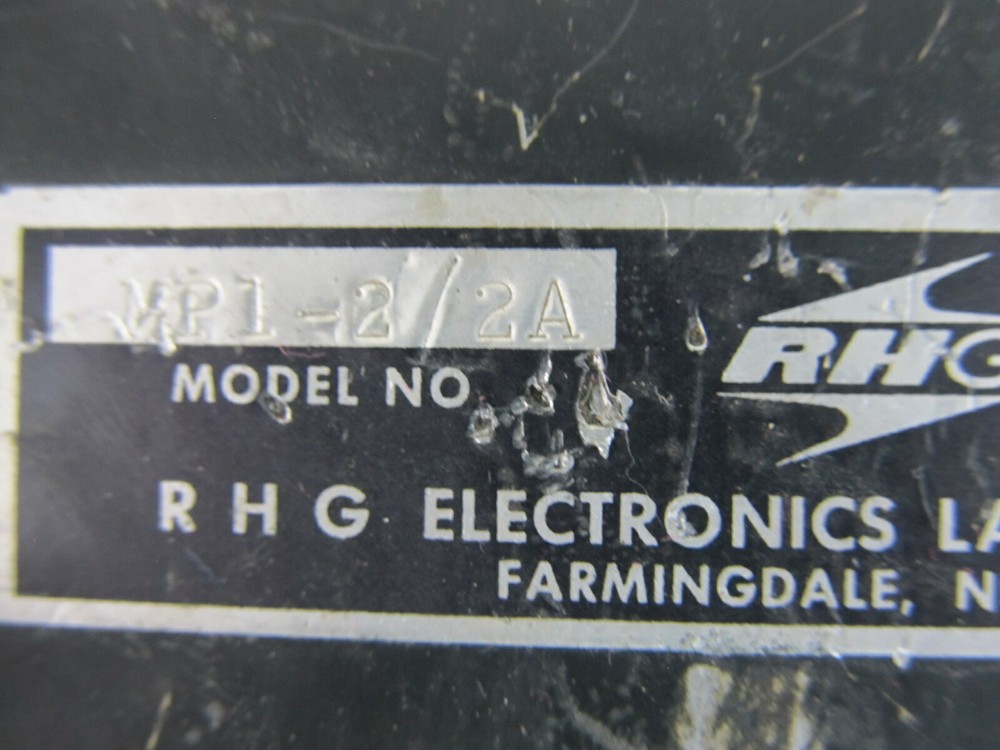 MP1-2/2A
MODEL NO
RHG
R H G ELECTRONICS LA
FARMINGDALE, N